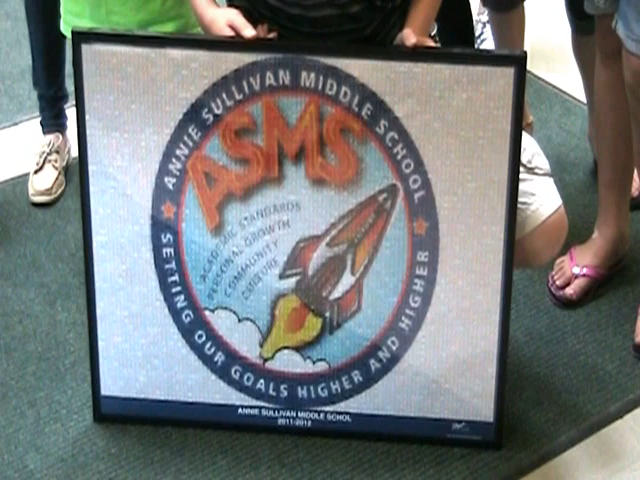 ANNIE SULLIVAN MIDDLE SCHOOL
ASMS
ACADEMIC STANDARDS
PERSONAL GROWTH
COMMUNITY
CULTURE
SETTING OUR GOALS HIGHER AND HIGHER
ANNIE SULLIVAN MIDDLE SCHOL
2011-2012